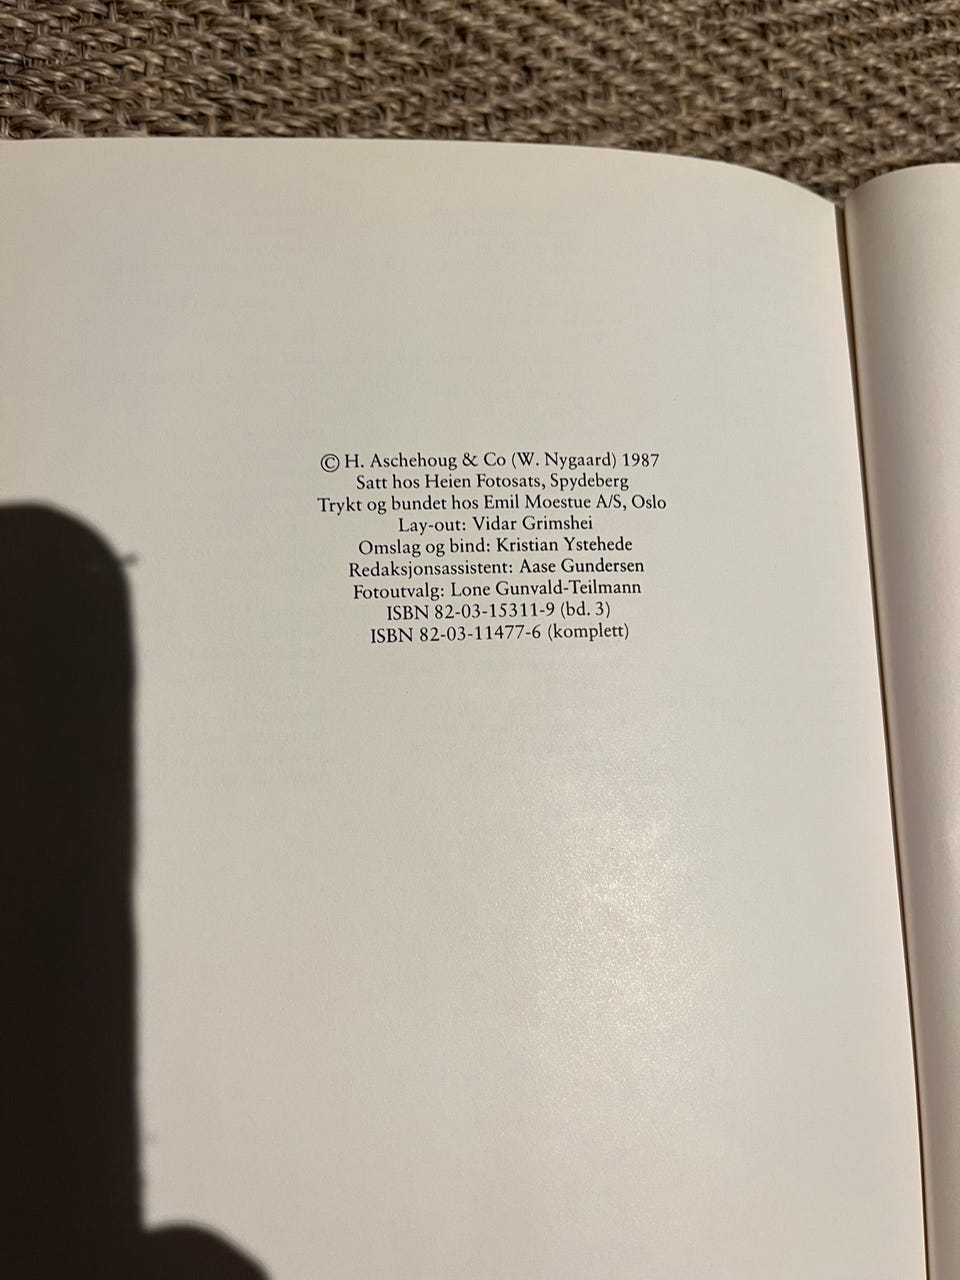 © H. Aschehoug & Co (W. Nygaard) 1987
Satt hos Heien Fotosats, Spydeberg
Trykt og bundet hos Emil Moestue A/S, Oslo
Lay-out: Vidar Grimshei
Omslag og bind: Kristian Ystehede
Redaksjonsassistent: Aase Gundersen
Fotoutvalg: Lone Gunvald-Teilmann
ISBN 82-03-15311-9 (bd. 3)
ISBN 82-03-11477-6 (komplett)